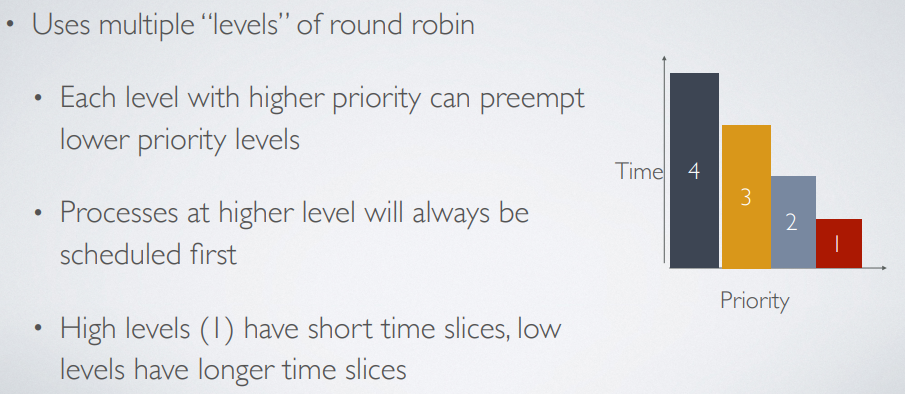 • Uses multiple “levels” of round robin
• Each level with higher priority can preempt
lower priority levels
• Processes at higher level will always be
scheduled first
• High levels (1) have short time slices, low
levels have longer time slices
Time
4
3
2
1
Priority